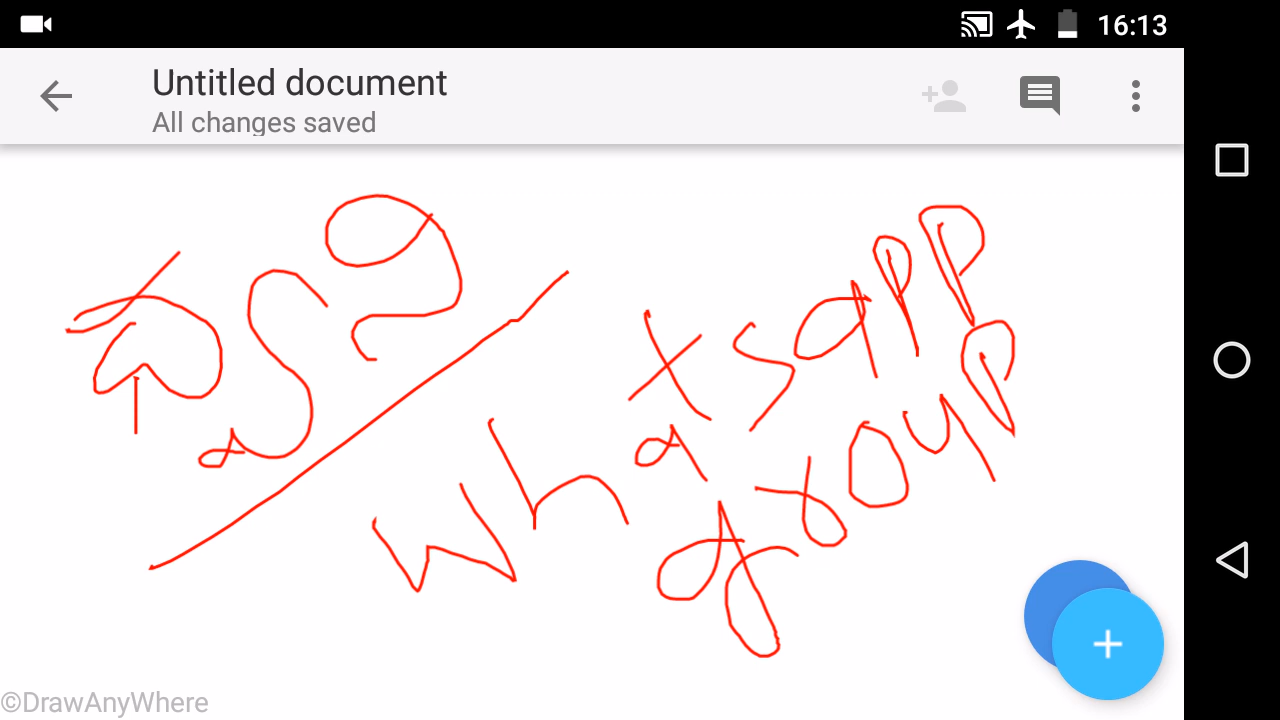 16:13
Untitled document
All changes saved
whatsapp
group
©DrawAnyWhere